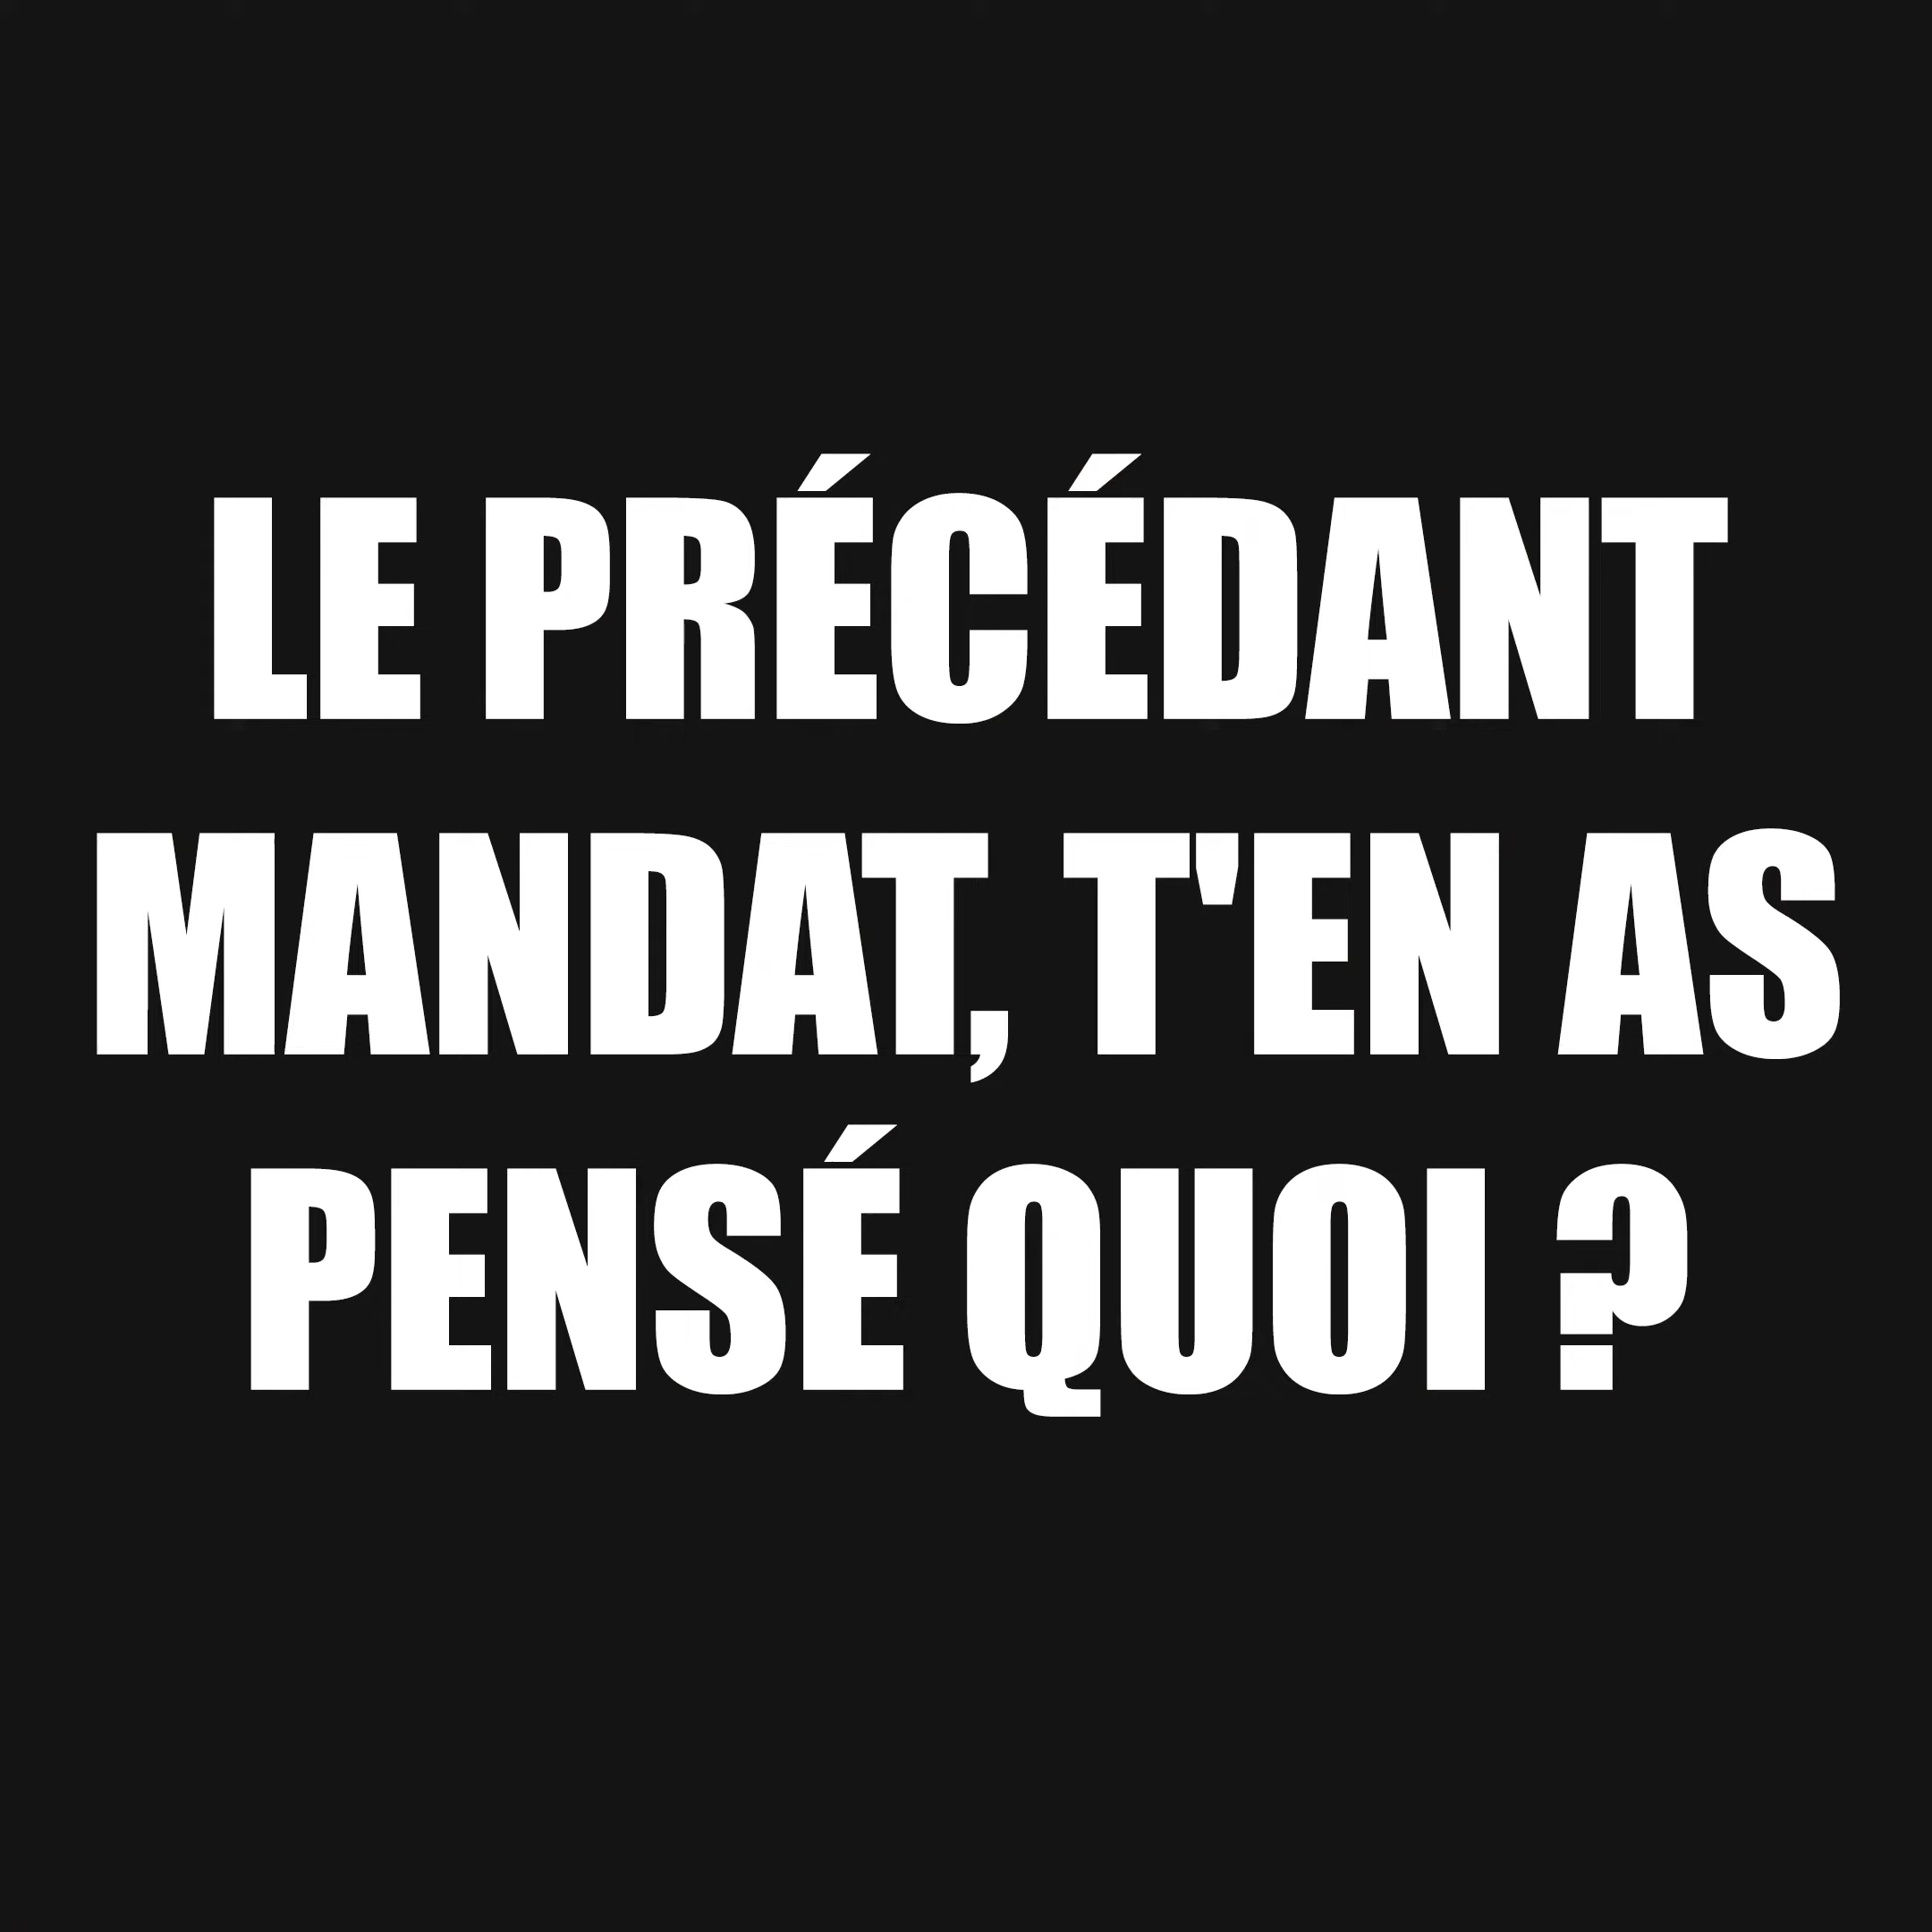 LE PRÉCÉDANT
MANDAT, T'EN AS
PENSÉ QUOI ?